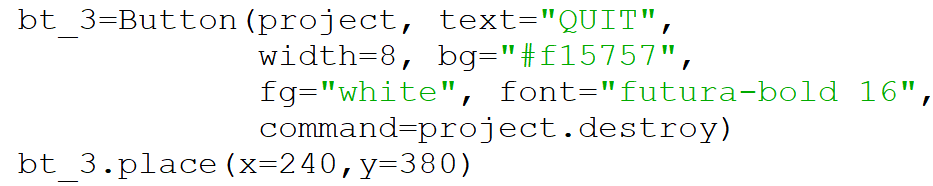 bt_3=Button(project, text="QUIT",
            width=8, bg="#f15757",
            fg="white", font="futura-bold 16",
            command=project.destroy)
bt_3.place(x=240,y=380)